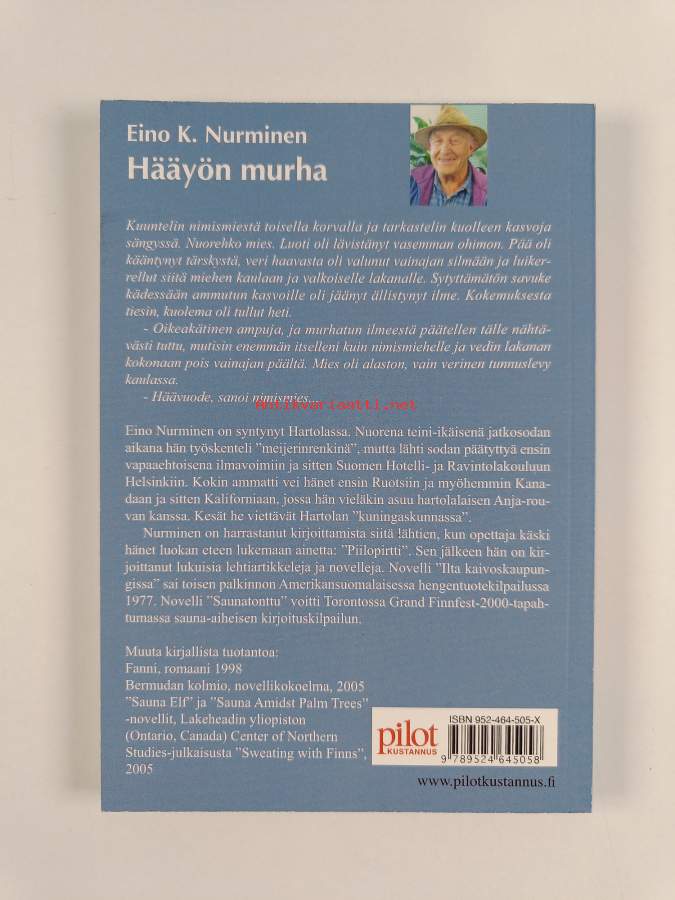 Eino K. Nurminen
Hääyön murha
Kuuntelin nimismiestä toisella korvalla ja tarkastelin kuolleen kasvoja
sängyssä. Nuorehko mies. Luoti oli lävistänyt vasemman ohimon. Pää oli
kääntynyt tärskystä, veri haavasta oli valunut vainajan silmään ja luiker-
rellut siitä miehen kaulaan ja valkoiselle lakanalle. Sytyttämätön savuke
kädessään ammutun kasvoille oli jäänyt ällistynyt ilme. Kokemuksesta
tiesin, kuolema oli tullut heti.
- Oikeakätinen ampuja, ja murhatun ilmeestä päätellen tälle nähtä-
västi tuttu, mutisin enemmän itselleni kuin nimismiehelle ja vedin lakanan
kokonaan pois vainajan päältä. Mies oli alaston, vain verinen tunnuslevy
kaulassa.
- Häävuode, sanoi nimismies...
Antikvariaatti.net
Eino Nurminen on syntynyt Hartolassa. Nuorena teini-ikäisenä jatkosodan
aikana hän työskenteli "meijerinrenkinä", mutta lähti sodan päätyttyä ensin
vapaaehtoisena ilmavoimiin ja sitten Suomen Hotelli- ja Ravintolakouluun
Helsinkiin. Kokin ammatti vei hänet ensin Ruotsiin ja myöhemmin Kana-
daan ja sitten Kaliforniaan, jossa hän vieläkin asuu hartolalaisen Anja-rou-
van kanssa. Kesät he viettävät Hartolan "kuningaskunnassa".
Nurminen on harrastanut kirjoittamista siitä lähtien, kun opettaja käski
hänet luokan eteen lukemaan ainetta: "Piilopirtti". Sen jälkeen hän on kir-
joittanut lukuisia lehtiartikkeleja ja novelleja. Novelli "Ilta kaivoskaupun-
gissa" sai toisen palkinnon Amerikansuomalaisessa hengentuotekilpailussa
1977. Novelli "Saunatonttu" voitti Torontossa Grand Finnfest-2000-tapah-
tumassa sauna-aiheisen kirjoituskilpailun.
Muuta kirjallista tuotantoa:
Fanni, romaani 1998
Bermudan kolmio, novellikokoelma, 2005
"Sauna Elf" ja "Sauna Amidst Palm Trees"
-novellit, Lakeheadin yliopiston
(Ontario, Canada) Center of Northern
Studies-julkaisusta "Sweating with Finns",
2005
pilot
KUSTANNUS
ISBN 952-464-505-X
9 789524 645058
www.pilotkustannus.fi